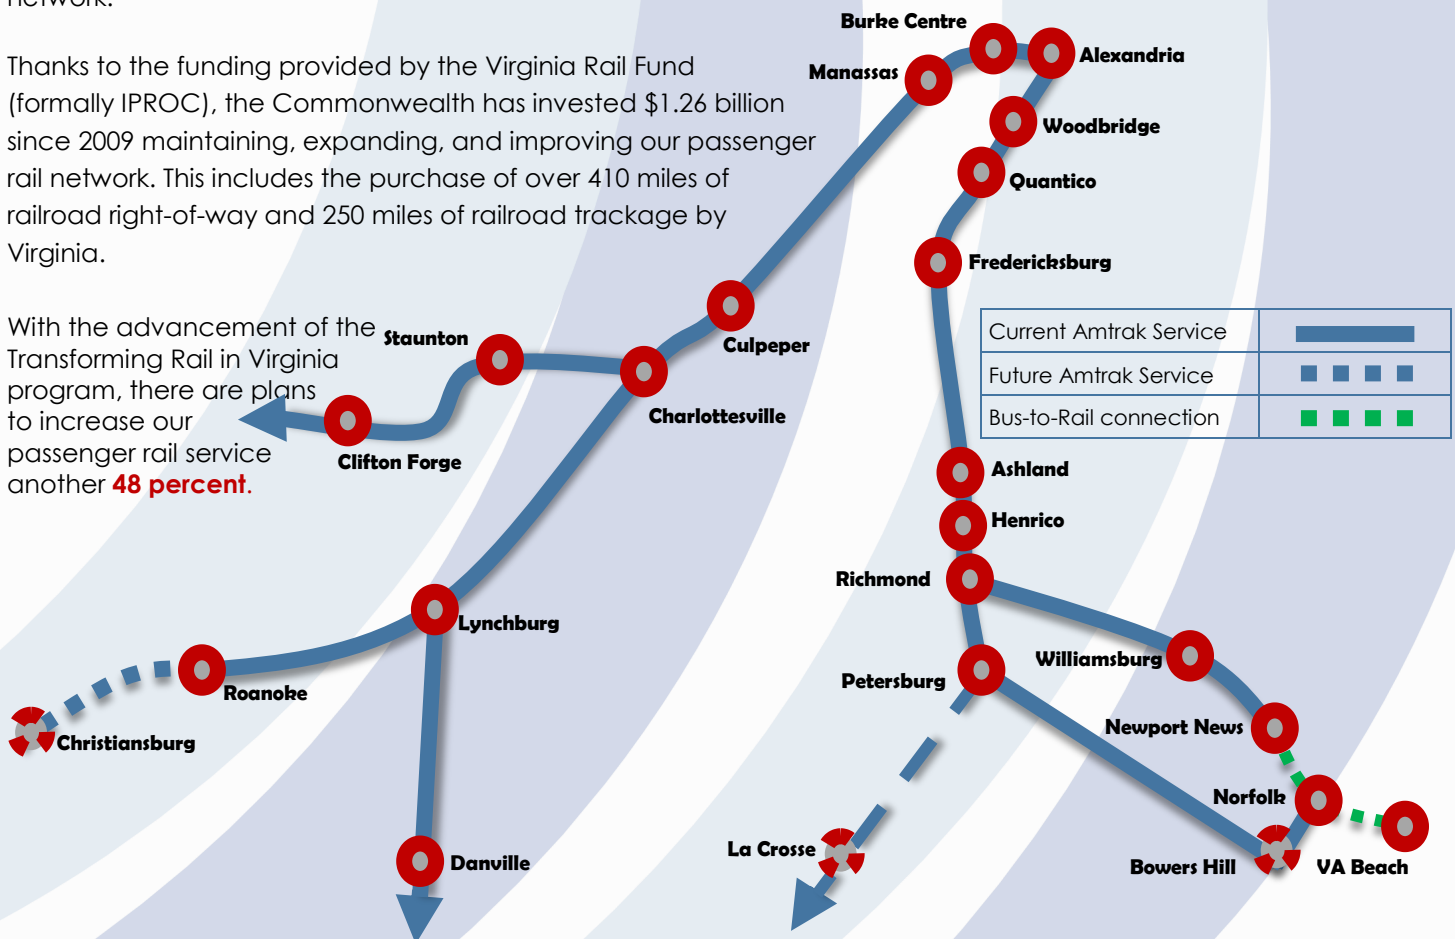 network.
Thanks to the funding provided by the Virginia Rail Fund
(formally IPROC), the Commonwealth has invested $1.26 billion
since 2009 maintaining, expanding, and improving our passenger
rail network. This includes the purchase of over 410 miles of
railroad right-of-way and 250 miles of railroad trackage by
Virginia.
With the advancement of the
Transforming Rail in Virginia
program, there are plans
to increase our
passenger rail service
another 48 percent.
Burke Centre
Alexandria
Manassas
Woodbridge
Quantico
Fredericksburg
Culpeper
Staunton
Charlottesville
Clifton Forge
Current Amtrak Service
Future Amtrak Service
Bus-to-Rail connection
Ashland
Henrico
Richmond
Lynchburg
Williamsburg
Petersburg
Roanoke
Newport News
Christiansburg
Norfolk
La Crosse
Danville
Bowers Hill
VA Beach